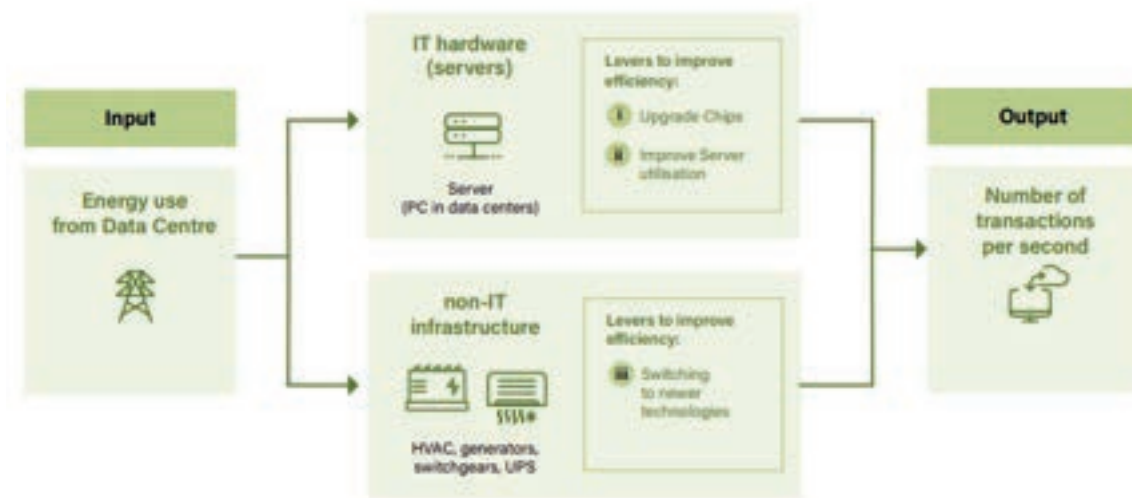 Input
Energy use
from Data Centre
IT hardware
(servers)
Server
(PC in data centers)
Levers to improve
efficiency:
i Upgrade Chips
ii Improve Server
utilisation
non-IT
infrastructure
HVAC, generators,
switchgears, UPS
Levers to improve
efficiency:
iii Switching
to newer
technologies
Output
Number of
transactions
per second